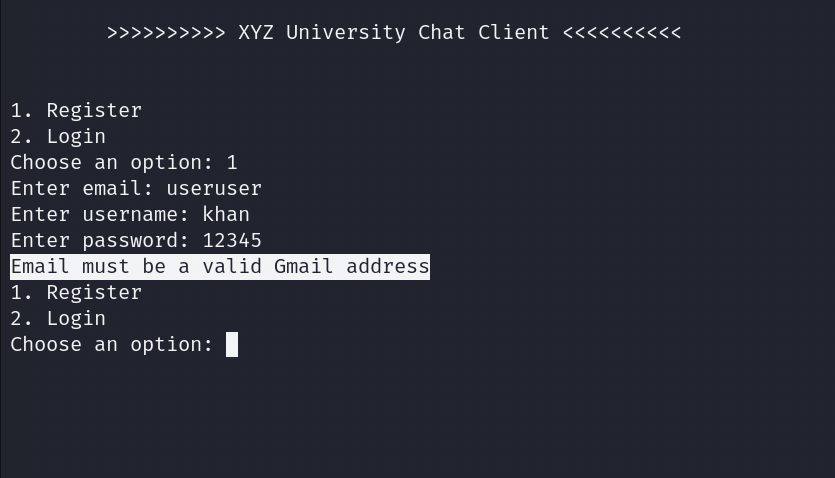 >>>>>>>>>> XYZ University Chat Client <<<<<<<<<<
1. Register
2. Login
Choose an option: 1
Enter email: useruser
Enter username: khan
Enter password: 12345
Email must be a valid Gmail address
1. Register
2. Login
Choose an option: